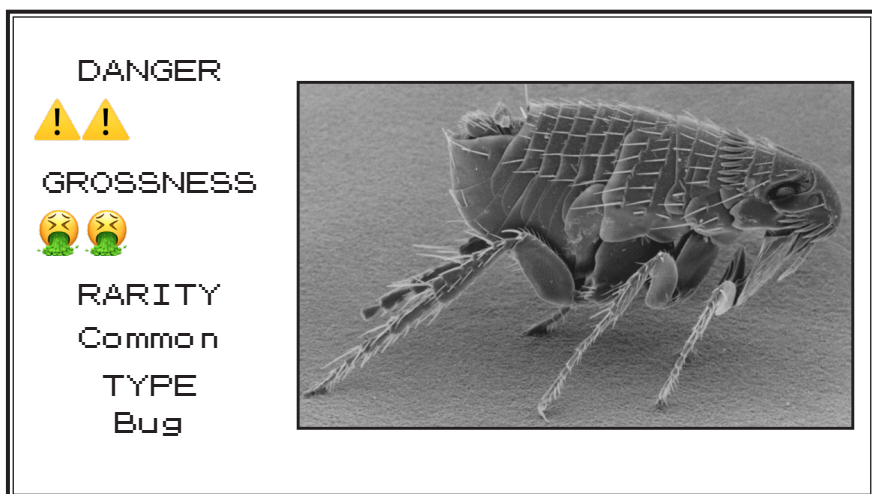 DANGER
GROSSNESS
RARITY
Common
TYPE
Bug